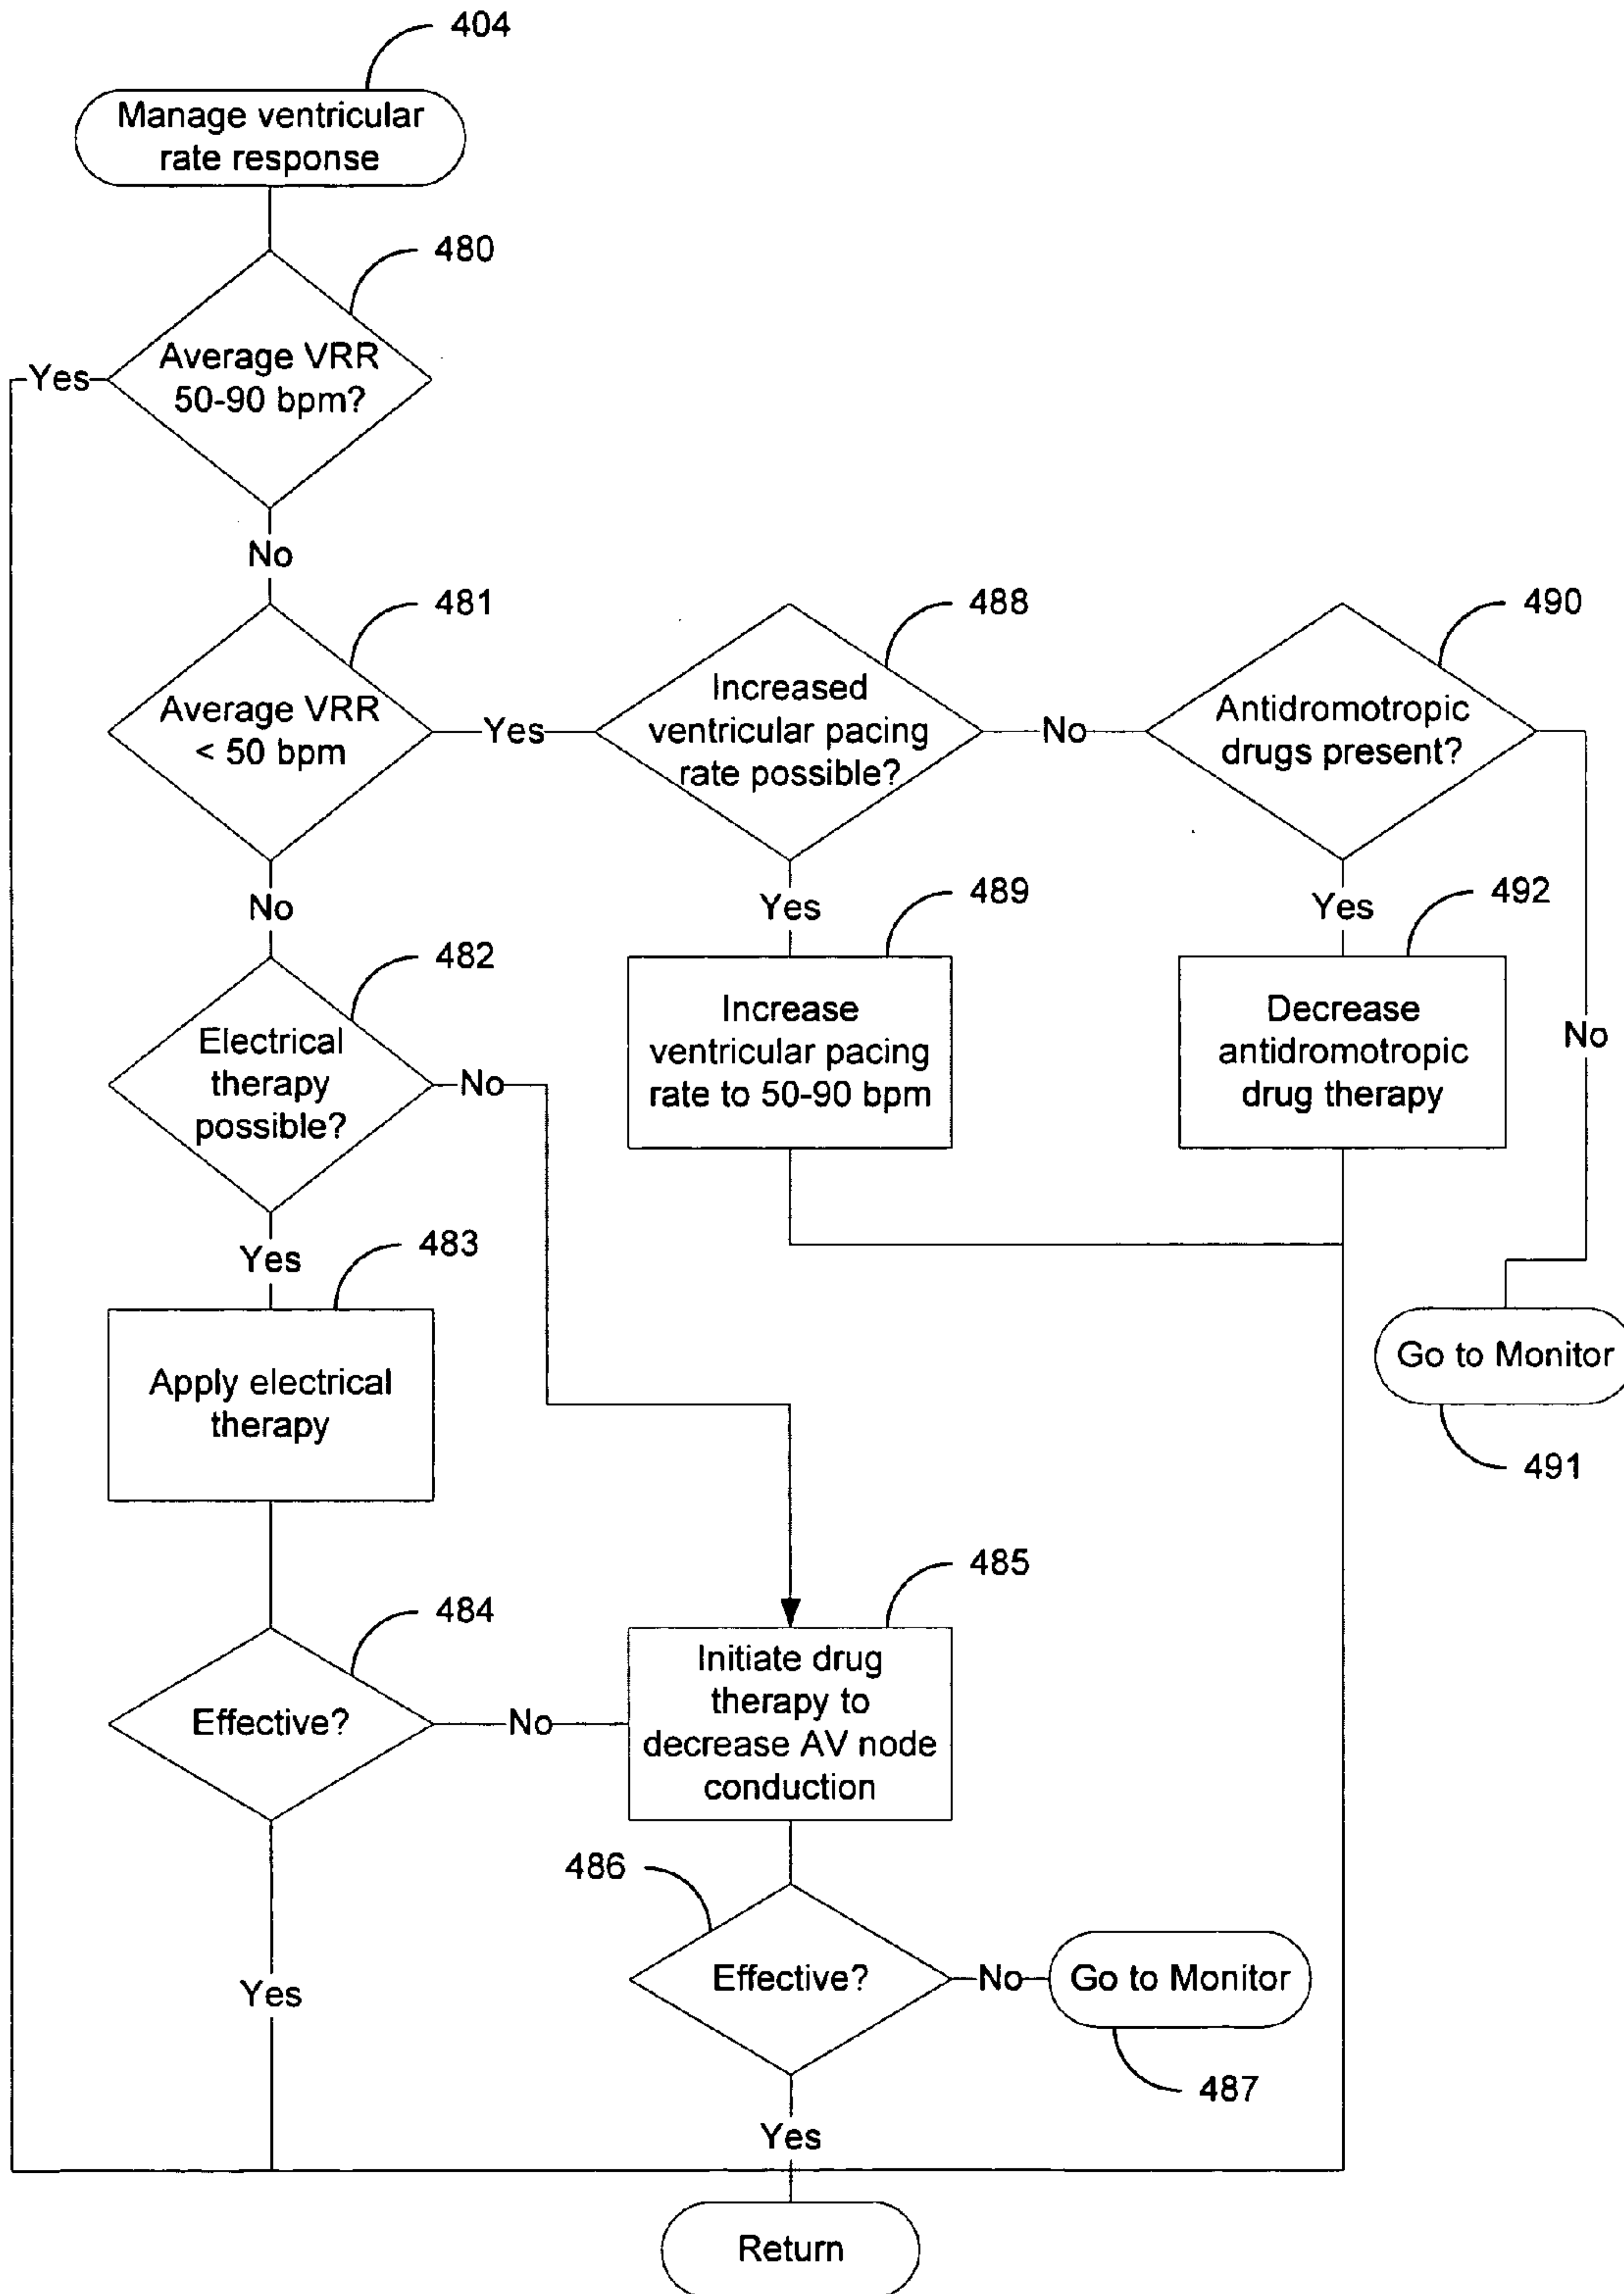 404
Manage ventricular
rate response
480
Average VRR
50-90 bpm?
Yes
No
481
Average VRR
< 50 bpm
Yes
488
Increased
ventricular pacing
rate possible?
No
490
Antidromotropic
drugs present?
No
482
Electrical
therapy
possible?
No
Yes
489
Increase
ventricular pacing
rate to 50-90 bpm
Yes
492
Decrease
antidromotropic
drug therapy
No
Yes
483
Apply electrical
therapy
Go to Monitor
491
484
Effective?
No
485
Initiate drug
therapy to
decrease AV node
conduction
486
Effective?
No
Go to Monitor
487
Yes
Yes
Return